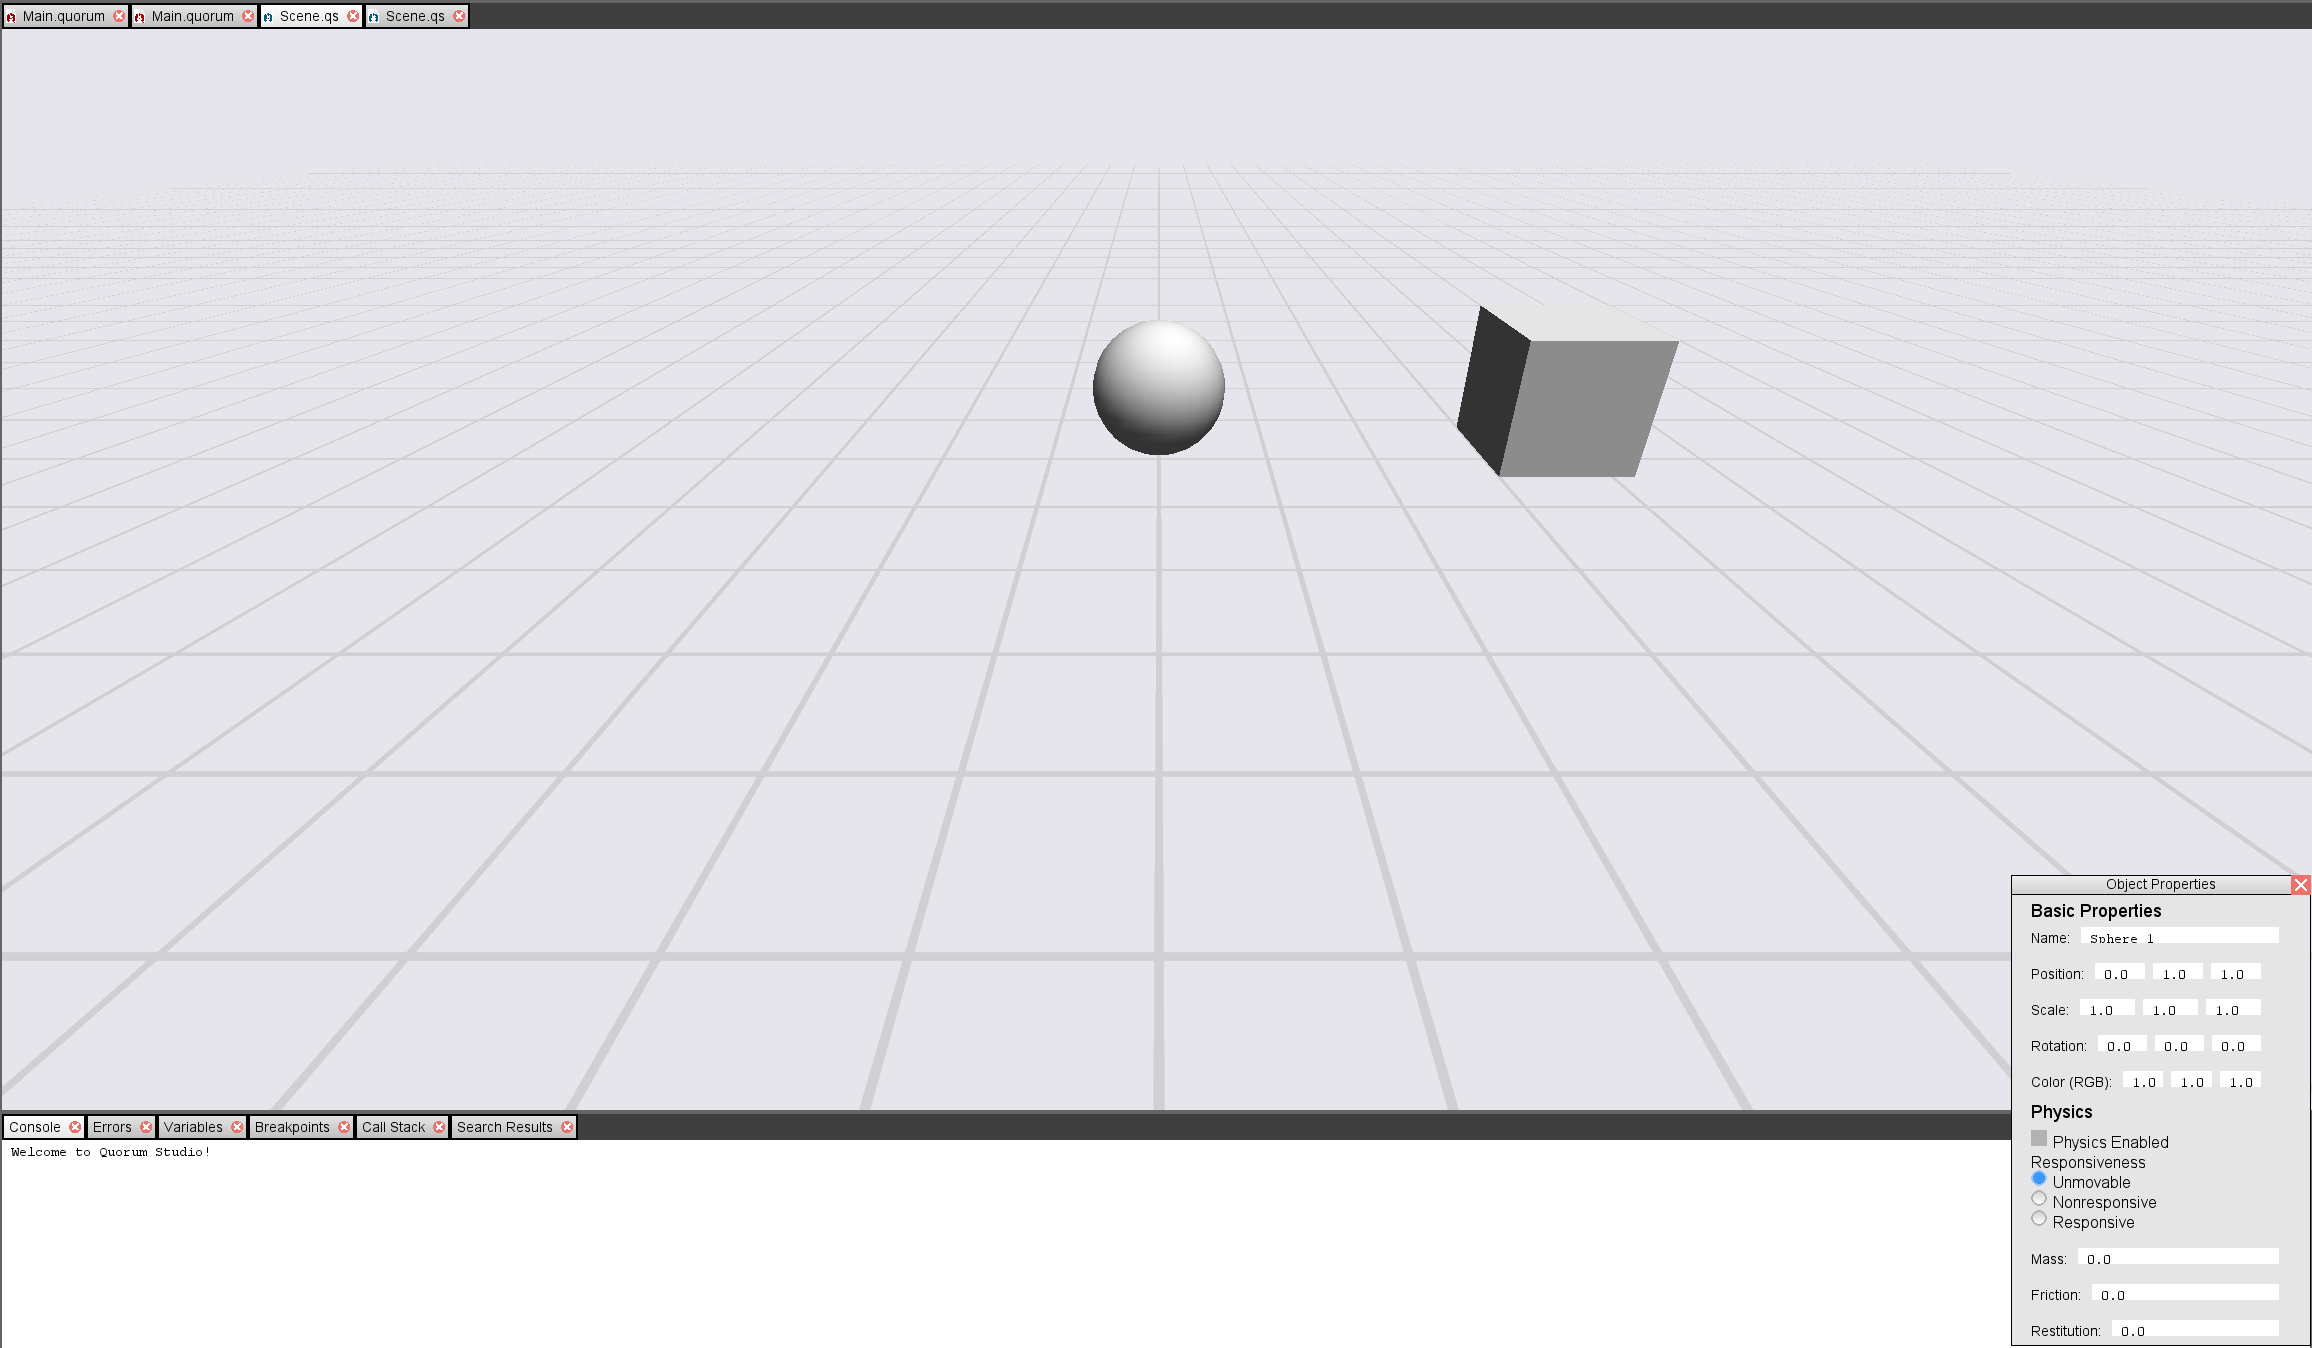 Main.quorum Main.quorum Scene.qs Scene.qs
Object Properties
Basic Properties
Name: Sphere 1
Position: 0.0 1.0 1.0
Scale: 1.0 1.0 1.0
Rotation: 0.0 0.0 0.0
Color (RGB): 1.0 1.0 1.0
Physics
Physics Enabled
Responsiveness
Unmovable
Nonresponsive
Responsive
Mass: 0.0
Friction: 0.0
Restitution: 0.0
Console Errors Variables Breakpoints Call Stack Search Results
Welcome to Quorum Studio!